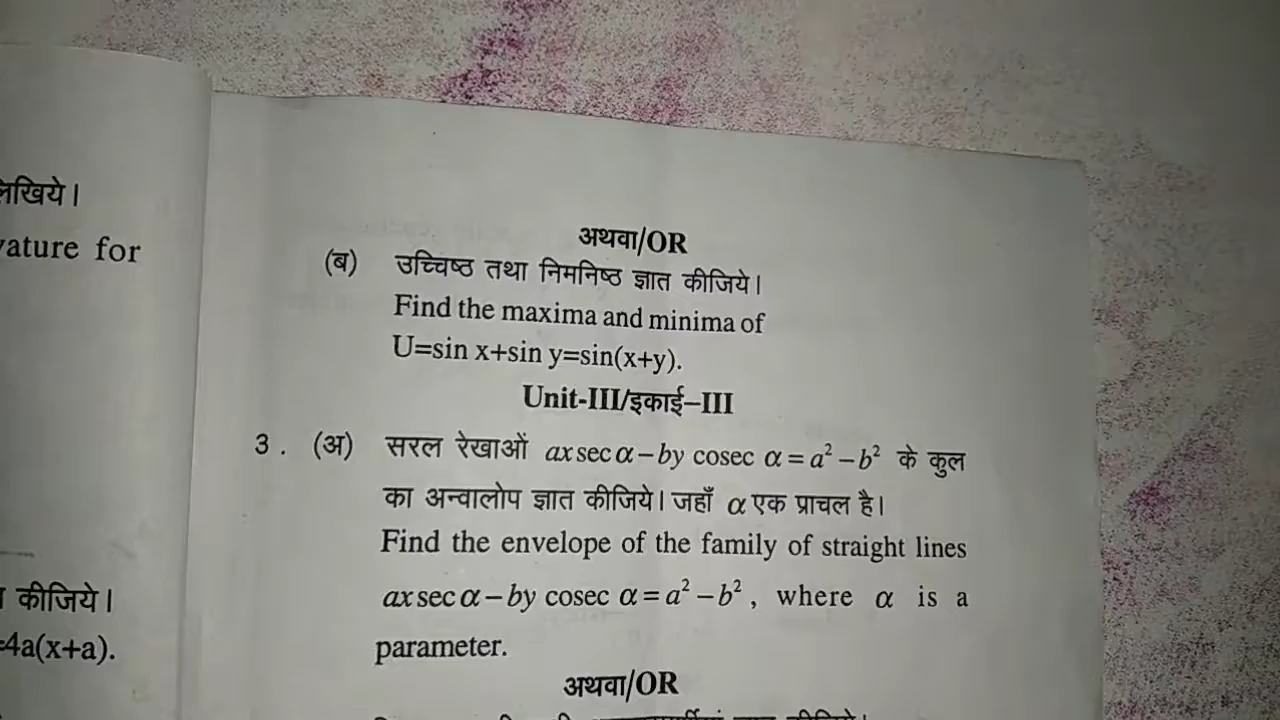 लिखिये।
vature for
कीजिये।
=4a(x+a).
अथवा/OR
(ब) उच्चिष्ठ तथा निमनिष्ठ ज्ञात कीजिये।
Find the maxima and minima of
U=sin x+sin y=sin(x+y).
Unit-III/इकाई–III
3. (अ) सरल रेखाओं ax sec α – by cosec α = a² – b² के कुल
का अन्वालोप ज्ञात कीजिये। जहाँ α एक प्राचल है।
Find the envelope of the family of straight lines
ax sec α – by cosec α = a² – b², where α is a
parameter.
अथवा/OR